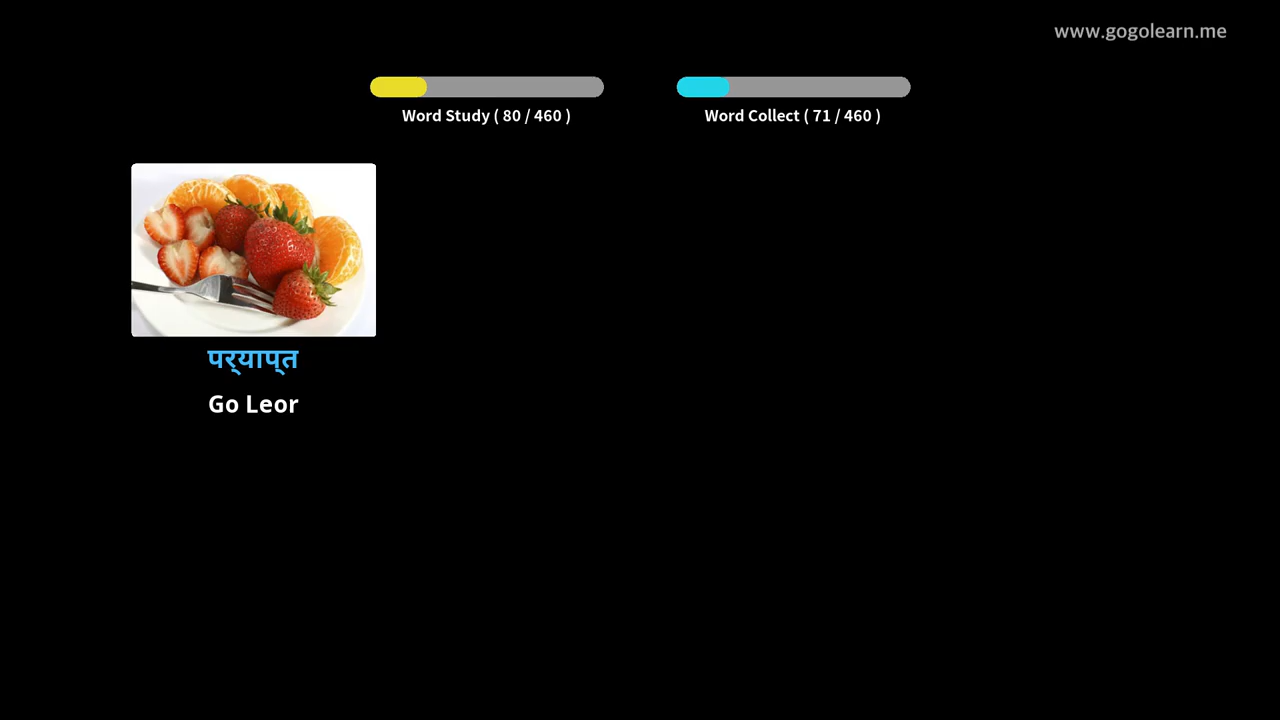 www.gogolearn.me
Word Study ( 80 / 460 )
Word Collect ( 71 / 460 )
पर्याप्त
Go Leor